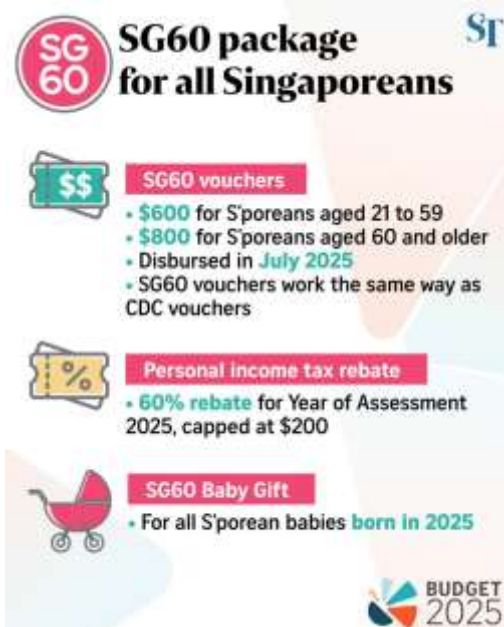 SG
60
SG60 package
for all Singaporeans
ST
$$
SG60 vouchers
• $600 for S'poreans aged 21 to 59
• $800 for S'poreans aged 60 and older
• Disbursed in July 2025
• SG60 vouchers work the same way as
CDC vouchers
%
Personal income tax rebate
• 60% rebate for Year of Assessment
2025, capped at $200
SG60 Baby Gift
• For all S'porean babies born in 2025
BUDGET
2025